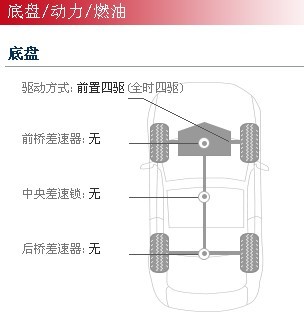 底盘/动力/燃油
底盘
驱动方式: 前置四驱(全时四驱)
前桥差速器: 无
中央差速锁: 无
后桥差速器: 无